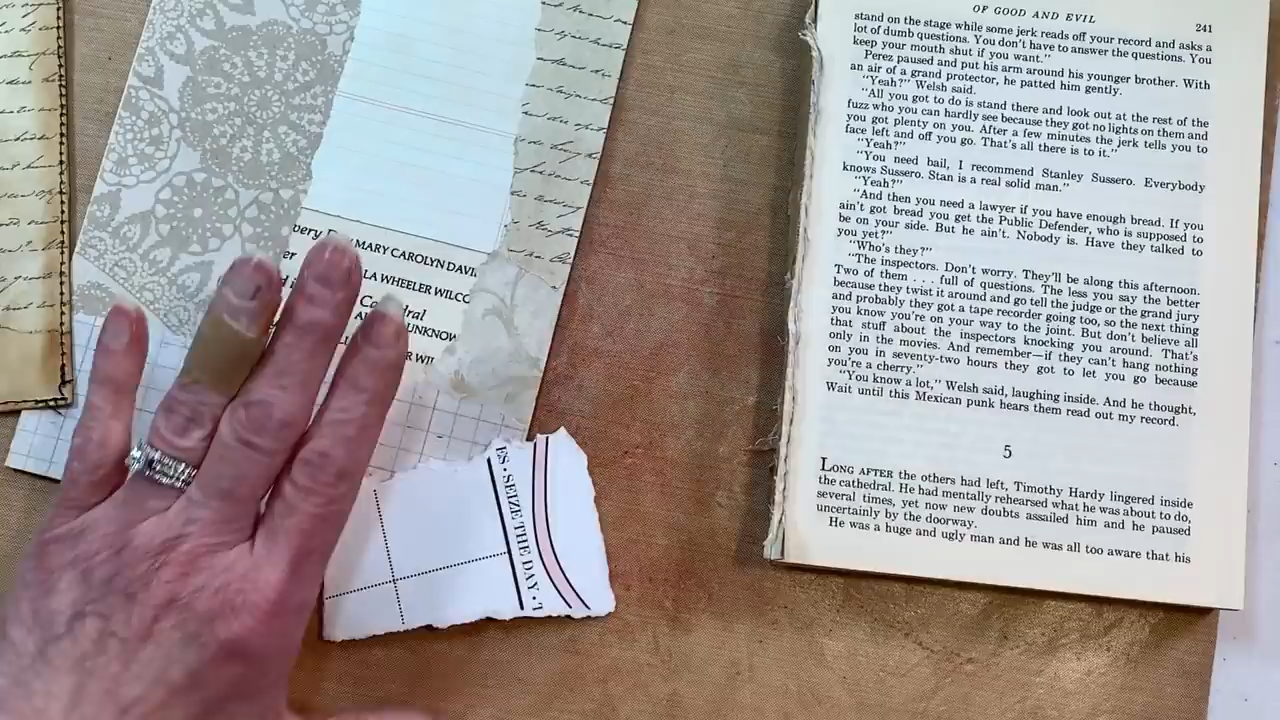 very Day MARY CAROLYN DAVI
LA WHEELER WILCO
Ca edral
UNKNOW
R WIL
ES • SEIZE THE DAY • T
OF GOOD AND EVIL
241
stand on the stage while some jerk reads off your record and asks a
lot of dumb questions. You don't have to answer the questions. You
keep your mouth shut if you want."
Perez paused and put his arm around his younger brother. With
an air of a grand protector, he patted him gently.
"Yeah?" Welsh said.
"All you got to do is stand there and look out at the rest of the
fuzz who you can hardly see because they got no lights on them and
you got plenty on you. After a few minutes the jerk tells you to
face left and off you go. That's all there is to it."
"Yeah?"
"You need bail, I recommend Stanley Sussero. Everybody
knows Sussero. Stan is a real solid man."
"Yeah?"
"And then you need a lawyer if you have enough bread. If you
ain't got bread you get the Public Defender, who is supposed to
be on your side. But he ain't. Nobody is. Have they talked to
you yet?"
"Who's they?"
"The inspectors. Don't worry. They'll be along this afternoon.
Two of them . . . full of questions. The less you say the better
because they twist it around and go tell the judge or the grand jury
and probably they got a tape recorder going too, so the next thing
you know you're on your way to the joint. But don't believe all
that stuff about the inspectors knocking you around. That's
only in the movies. And remember—if they can't hang nothing
on you in seventy-two hours they got to let you go because
you're a cherry."
"You know a lot," Welsh said, laughing inside. And he thought,
Wait until this Mexican punk hears them read out my record.
5
LONG AFTER the others had left, Timothy Hardy lingered inside
the cathedral. He had mentally rehearsed what he was about to do,
several times, yet now new doubts assailed him and he paused
uncertainly by the doorway.
He was a huge and ugly man and he was all too aware that his